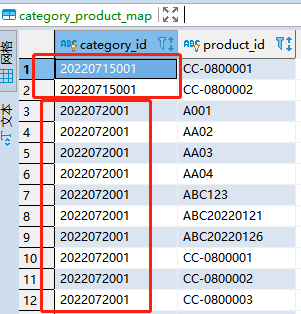 category_product_map
网格
文本
category_id product_id
1 20220715001 CC-0800001
2 20220715001 CC-0800002
3 2022072001 A001
4 2022072001 AA02
5 2022072001 AA03
6 2022072001 AA04
7 2022072001 ABC123
8 2022072001 ABC20220121
9 2022072001 ABC20220126
10 2022072001 CC-0800001
11 2022072001 CC-0800002
12 2022072001 CC-0800003